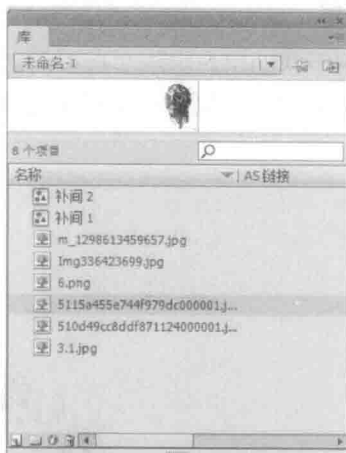 库
未命名-1
8 个项目
名称 AS 链接
补间 2
补间 1
m_1298613459657.jpg
Img336423699.jpg
6.png
5115a455e744f979dc000001.j...
510d49cc8ddf871124000001.j...
3.1.jpg